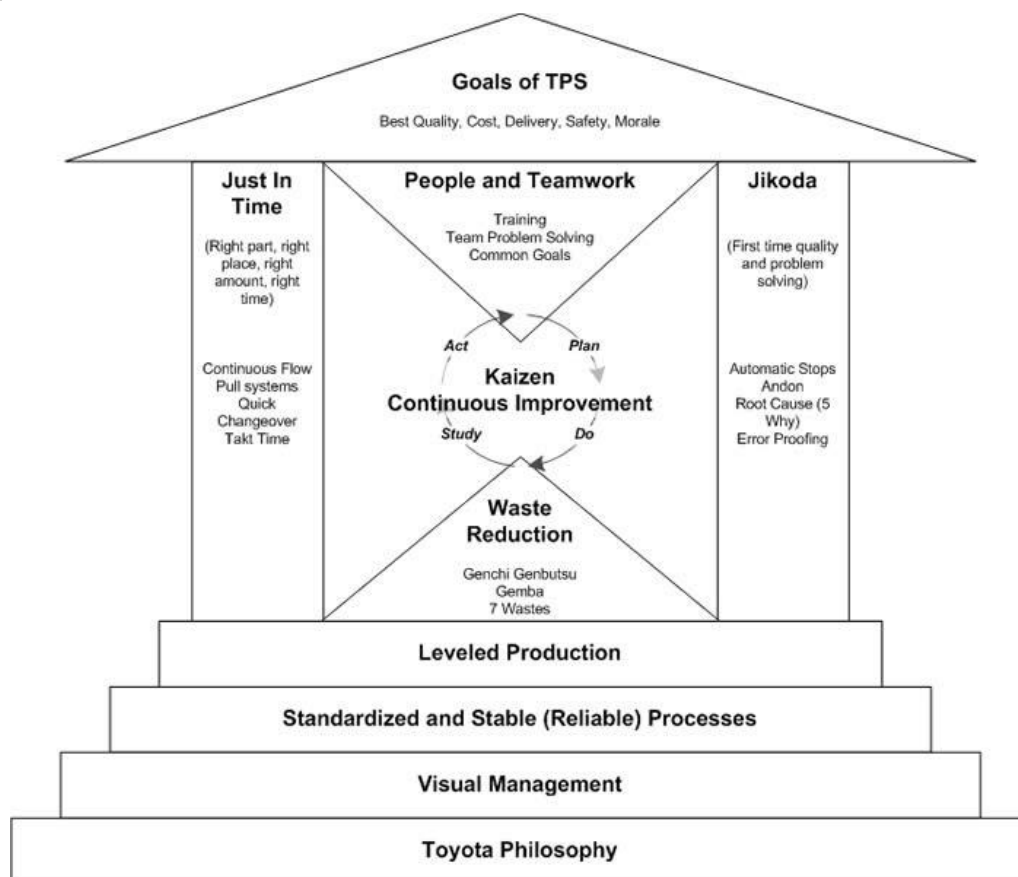 Goals of TPS
Best Quality, Cost, Delivery, Safety, Morale
Just In
Time
(Right part, right
place, right
amount, right
time)
Continuous Flow
Pull systems
Quick
Changeover
Takt Time
People and Teamwork
Training
Team Problem Solving
Common Goals
Act
Plan
Kaizen
Continuous Improvement
Study
Do
Waste
Reduction
Genchi Genbutsu
Gemba
7 Wastes
Jikoda
(First time quality
and problem
solving)
Automatic Stops
Andon
Root Cause (5
Why)
Error Proofing
Leveled Production
Standardized and Stable (Reliable) Processes
Visual Management
Toyota Philosophy